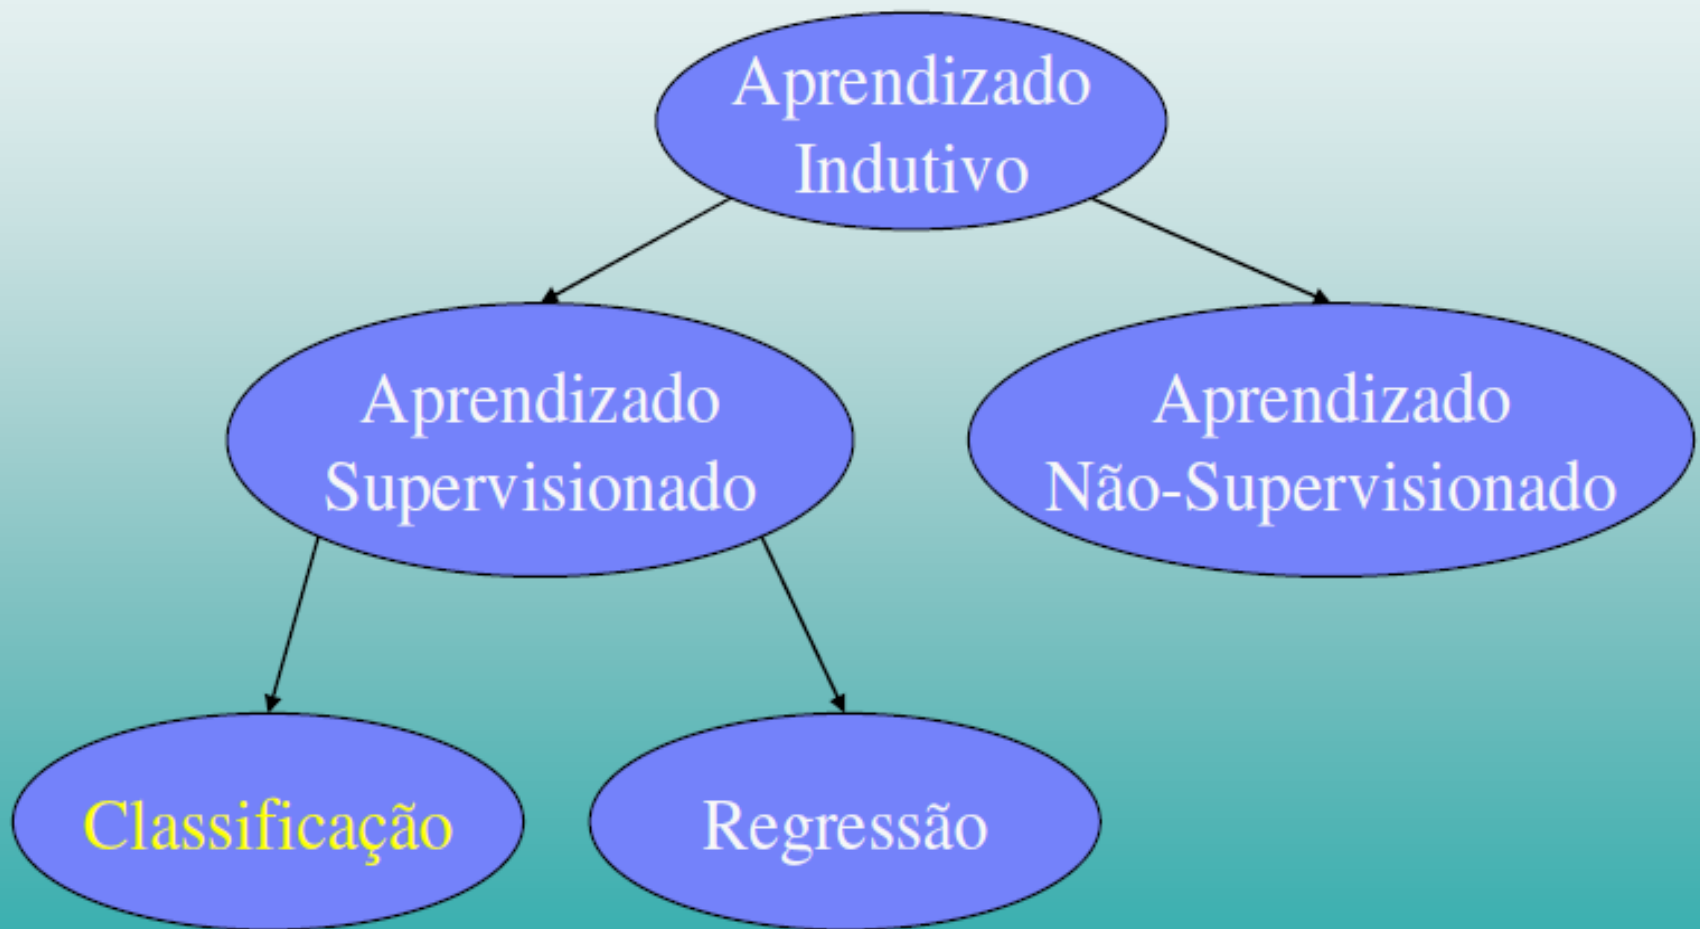 Aprendizado
Indutivo
Aprendizado
Supervisionado
Aprendizado
Não-Supervisionado
Classificação
Regressão